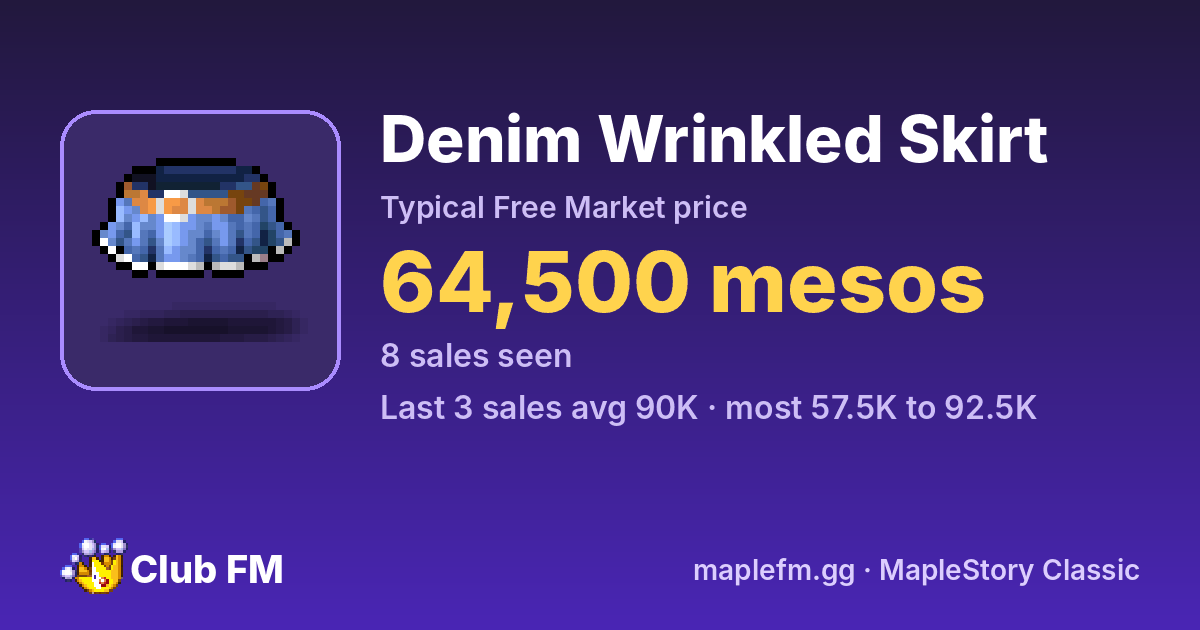 Denim Wrinkled Skirt
Typical Free Market price
64,500 mesos
8 sales seen
Last 3 sales avg 90K · most 57.5K to 92.5K
Club FM
maplefm.gg · MapleStory Classic